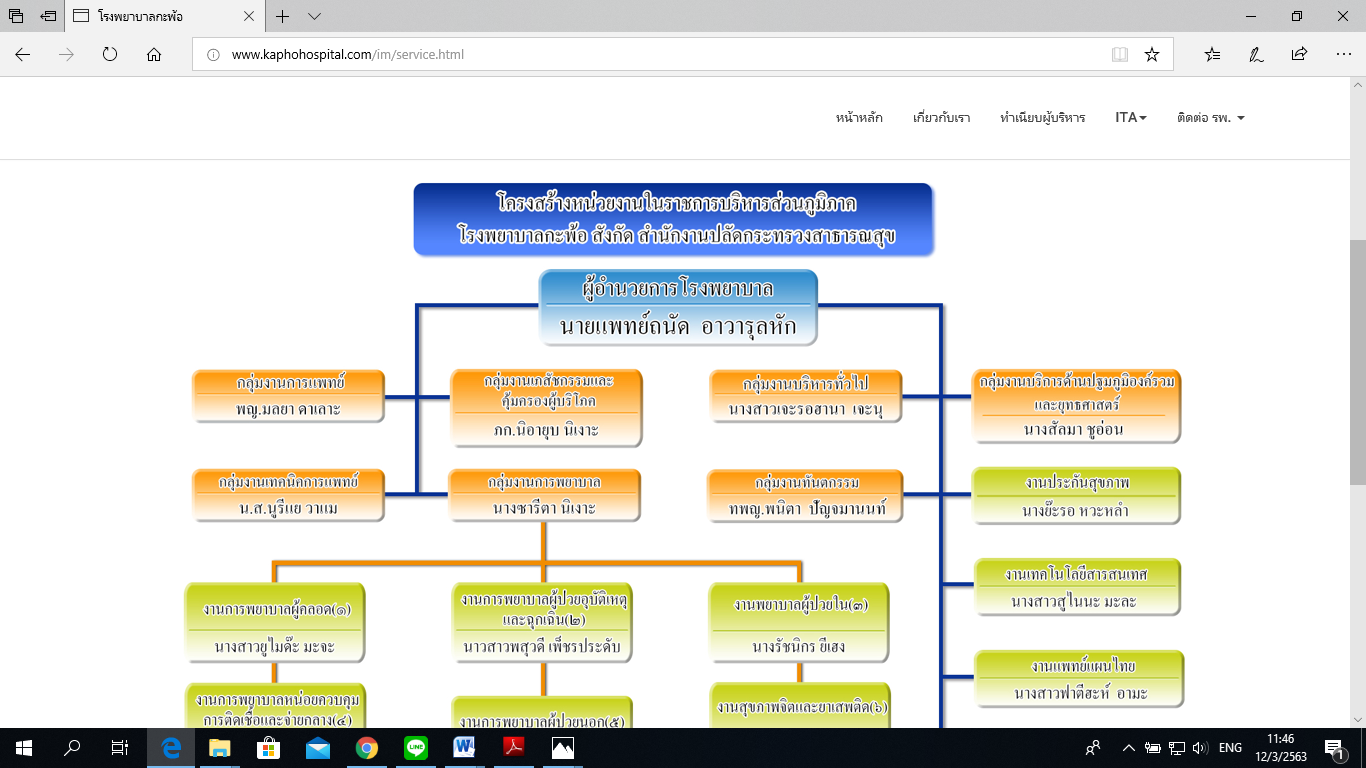 โรงพยาบาลกะพ้อ
www.kaphohospital.com/im/service.html
หน้าหลัก เกี่ยวกับเรา ทำเนียบผู้บริหาร ITA ติดต่อ รพ.
โครงสร้างหน่วยงานในราชการบริหารส่วนภูมิภาค
โรงพยาบาลกะพ้อ สังกัด สำนักงานปลัดกระทรวงสาธารณสุข
ผู้อำนวยการโรงพยาบาล
นายแพทย์ถนัด อาวารุลหัก
กลุ่มงานการแพทย์
พญ.มลยา ดาเลาะ
กลุ่มงานเภสัชกรรมและ
คุ้มครองผู้บริโภค
ภก.นิอายุบ นิเงาะ
กลุ่มงานบริหารทั่วไป
นางสาวเจะรอฮานา เจะนุ
กลุ่มงานบริการด้านปฐมภูมิองค์รวม
และยุทธศาสตร์
นางสัลมา ชูอ่อน
กลุ่มงานเทคนิคการแพทย์
น.ส.นูรีแย วาแม
กลุ่มงานการพยาบาล
นางซารีตา นิเงาะ
กลุ่มงานทันตกรรม
ทพญ.พนิตา ปัญจมานนท์
งานประกันสุขภาพ
นางย๊ะรอ หวะหลำ
งานเทคโนโลยีสารสนเทศ
นางสาวสูไนนะ มะละ
งานการพยาบาลผู้คลอด(๑)
นางสาวยูไมด๊ะ มะจะ
งานการพยาบาลผู้ป่วยอุบัติเหตุ
และฉุกเฉิน(๒)
นาวสาวพสุวดี เพ็ชรประดับ
งานพยาบาลผู้ป่วยใน(๓)
นางรัชนิกร ยีเฮง
งานแพทย์แผนไทย
นางสาวฟาตีฮะห์ อามะ
งานการพยาบาลหน่อยควบคุม
การติดเชื้อและจ่ายกลาง(๔)
งานการพยาบาลผู้ป่วยนอก(๕)
งานสุขภาพจิตและยาเสพติด(๖)
ENG
11:46
12/3/2563
1